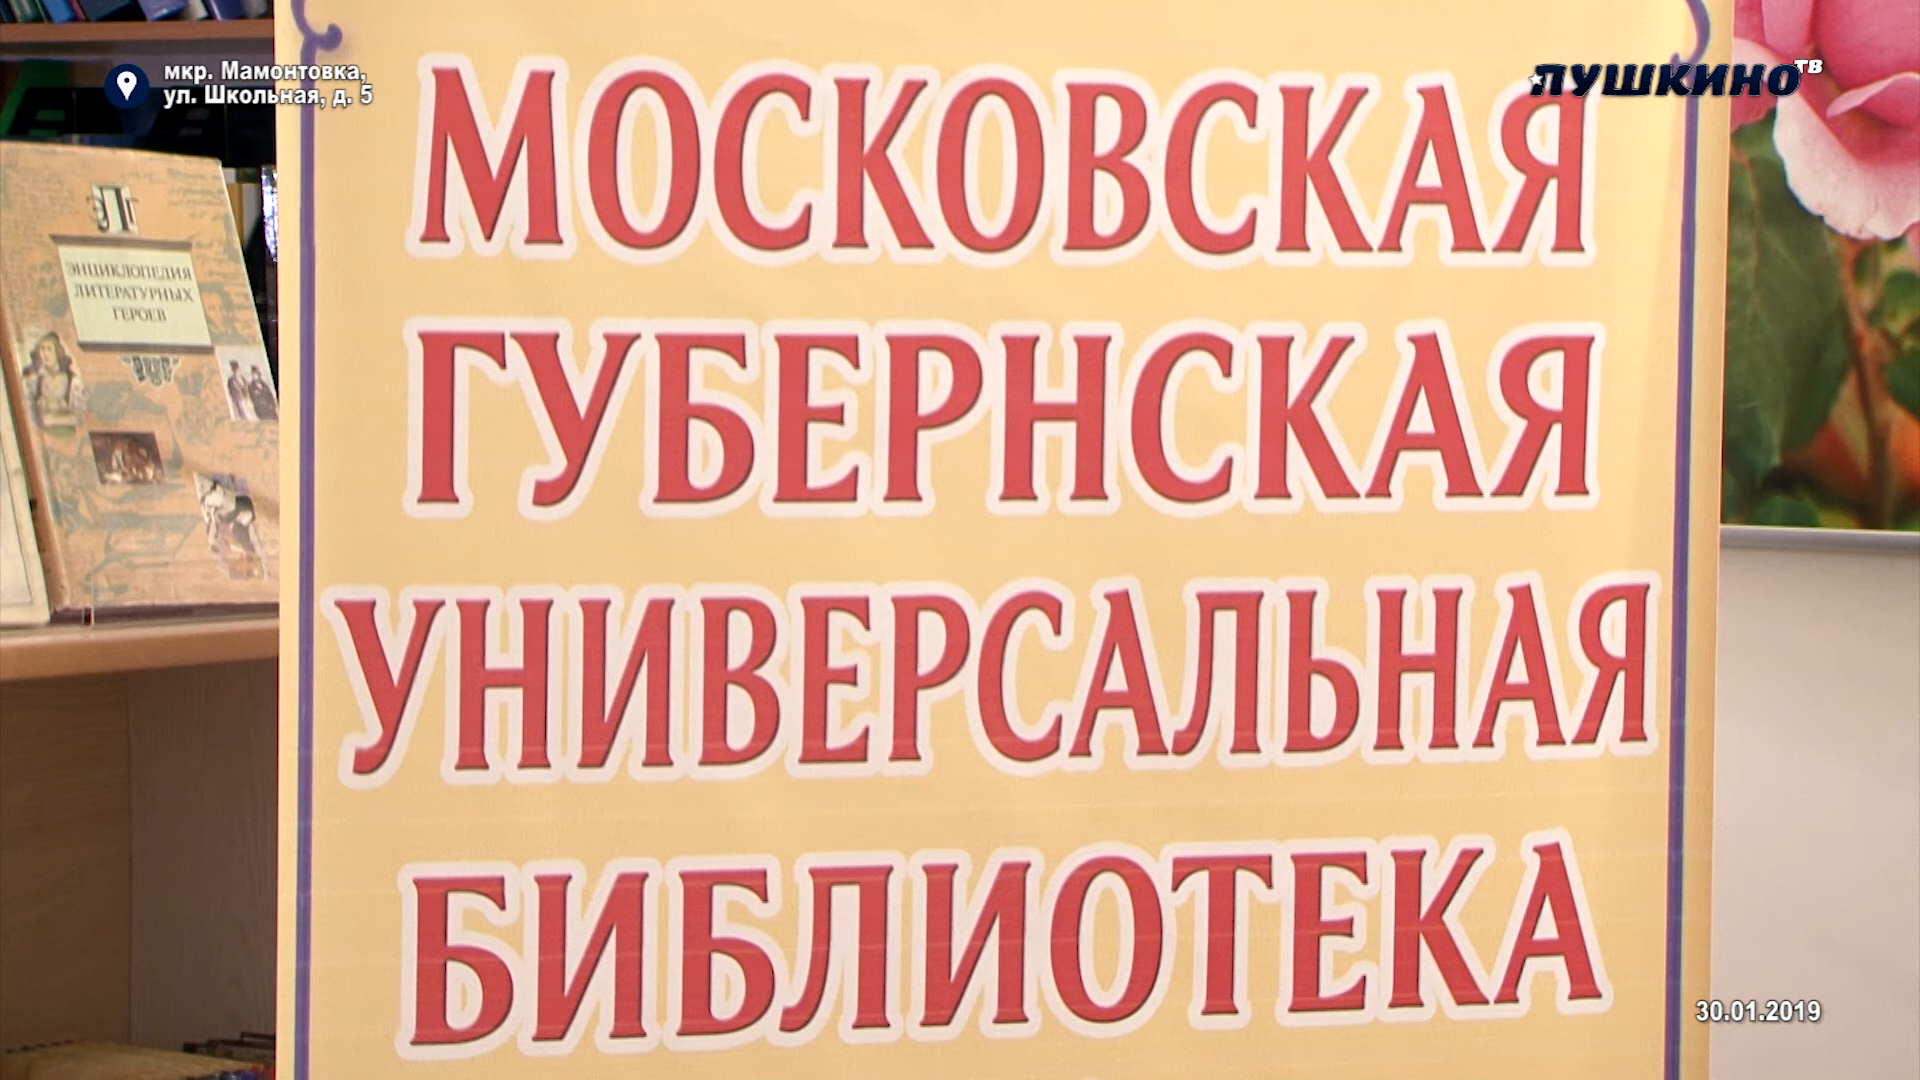 мкр. Мамонтовка,
ул. Школьная, д. 5
ПУШКИНО ТВ
ЭНЦИКЛОПЕДИЯ
ЛИТЕРАТУРНЫХ
ГЕРОЕВ
МОСКОВСКАЯ
ГУБЕРНСКАЯ
УНИВЕРСАЛЬНАЯ
БИБЛИОТЕКА
30.01.2019